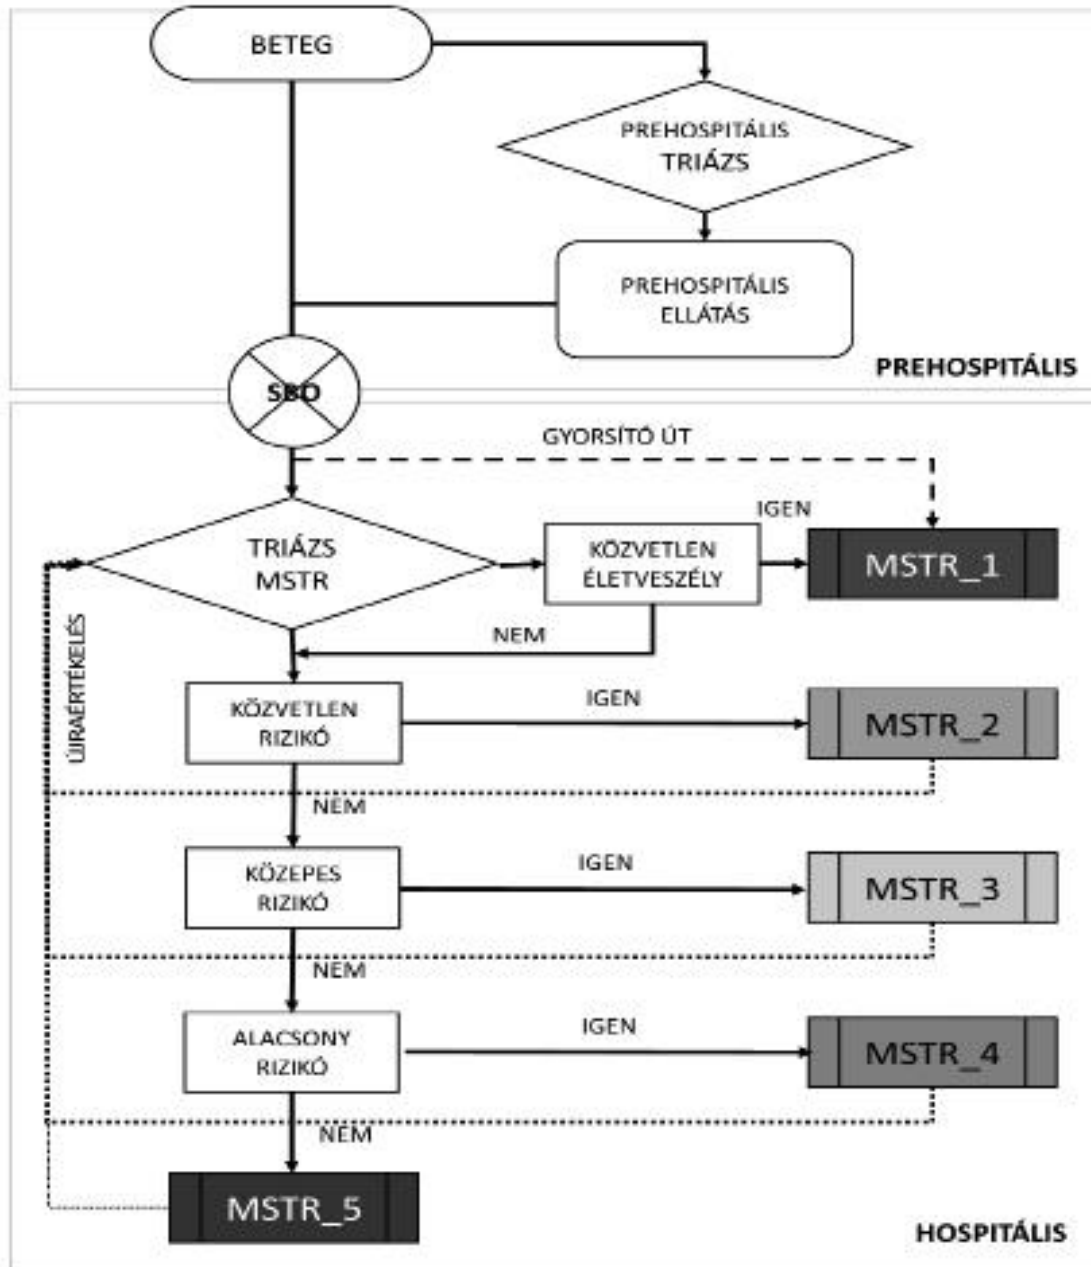 BETEG
PREHOSPITÁLIS
TRIÁZS
PREHOSPITÁLIS
ELLÁTÁS
PREHOSPITÁLIS
SBO
GYORSÍTÓ ÚT
IGEN
TRIÁZS
MSTR
KÖZVETLEN
ÉLETVESZÉLY
MSTR_1
NEM
ÚJRAÉRTÉKELÉS
KÖZVETLEN
RIZIKÓ
IGEN
MSTR_2
NEM
KÖZEPES
RIZIKÓ
IGEN
MSTR_3
NEM
ALACSONY
RIZIKÓ
IGEN
MSTR_4
NEM
MSTR_5
HOSPITÁLIS